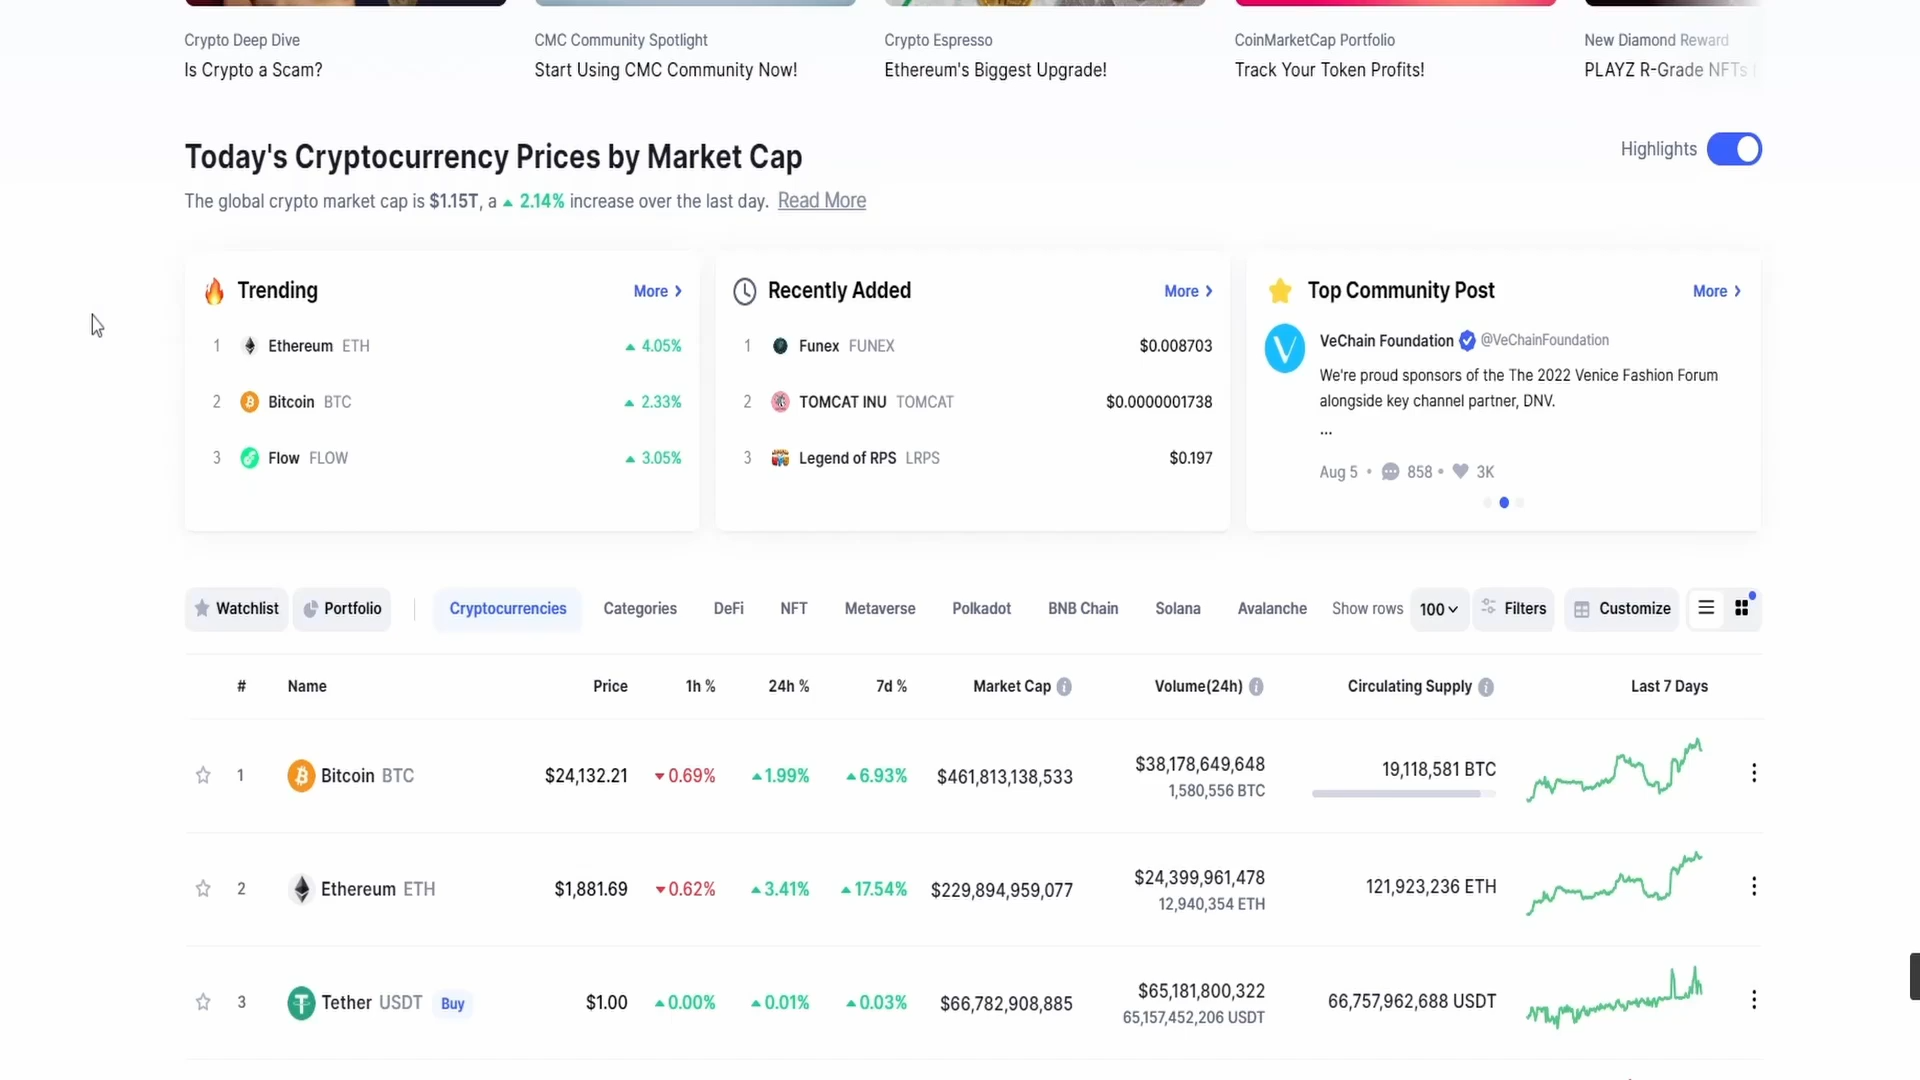 Crypto Deep Dive
Is Crypto a Scam?
CMC Community Spotlight
Start Using CMC Community Now!
Crypto Espresso
Ethereum's Biggest Upgrade!
CoinMarketCap Portfolio
Track Your Token Profits!
New Diamond Reward
PLAYZ R-Grade NFTs
Today's Cryptocurrency Prices by Market Cap
Highlights
The global crypto market cap is $1.15T, a 2.14% increase over the last day. Read More
Trending More
1 Ethereum ETH 4.05%
2 Bitcoin BTC 2.33%
3 Flow FLOW 3.05%
Recently Added More
1 Funex FUNEX $0.008703
2 TOMCAT INU TOMCAT $0.0000001738
3 Legend of RPS LRPS $0.197
Top Community Post More
VeChain Foundation @VeChainFoundation
We're proud sponsors of the The 2022 Venice Fashion Forum
alongside key channel partner, DNV.
...
Aug 5 • 858 • 3K
Watchlist Portfolio Cryptocurrencies Categories DeFi NFT Metaverse Polkadot BNB Chain Solana Avalanche Show rows 100 Filters Customize
# Name Price 1h % 24h % 7d % Market Cap Volume(24h) Circulating Supply Last 7 Days
1 Bitcoin BTC $24,132.21 0.69% 1.99% 6.93% $461,813,138,533 $38,178,649,648 19,118,581 BTC
1,580,556 BTC
2 Ethereum ETH $1,881.69 0.62% 3.41% 17.54% $229,894,959,077 $24,399,961,478 121,923,236 ETH
12,940,354 ETH
3 Tether USDT Buy $1.00 0.00% 0.01% 0.03% $66,782,908,885 $65,181,800,322 66,757,962,688 USDT
65,157,452,206 USDT